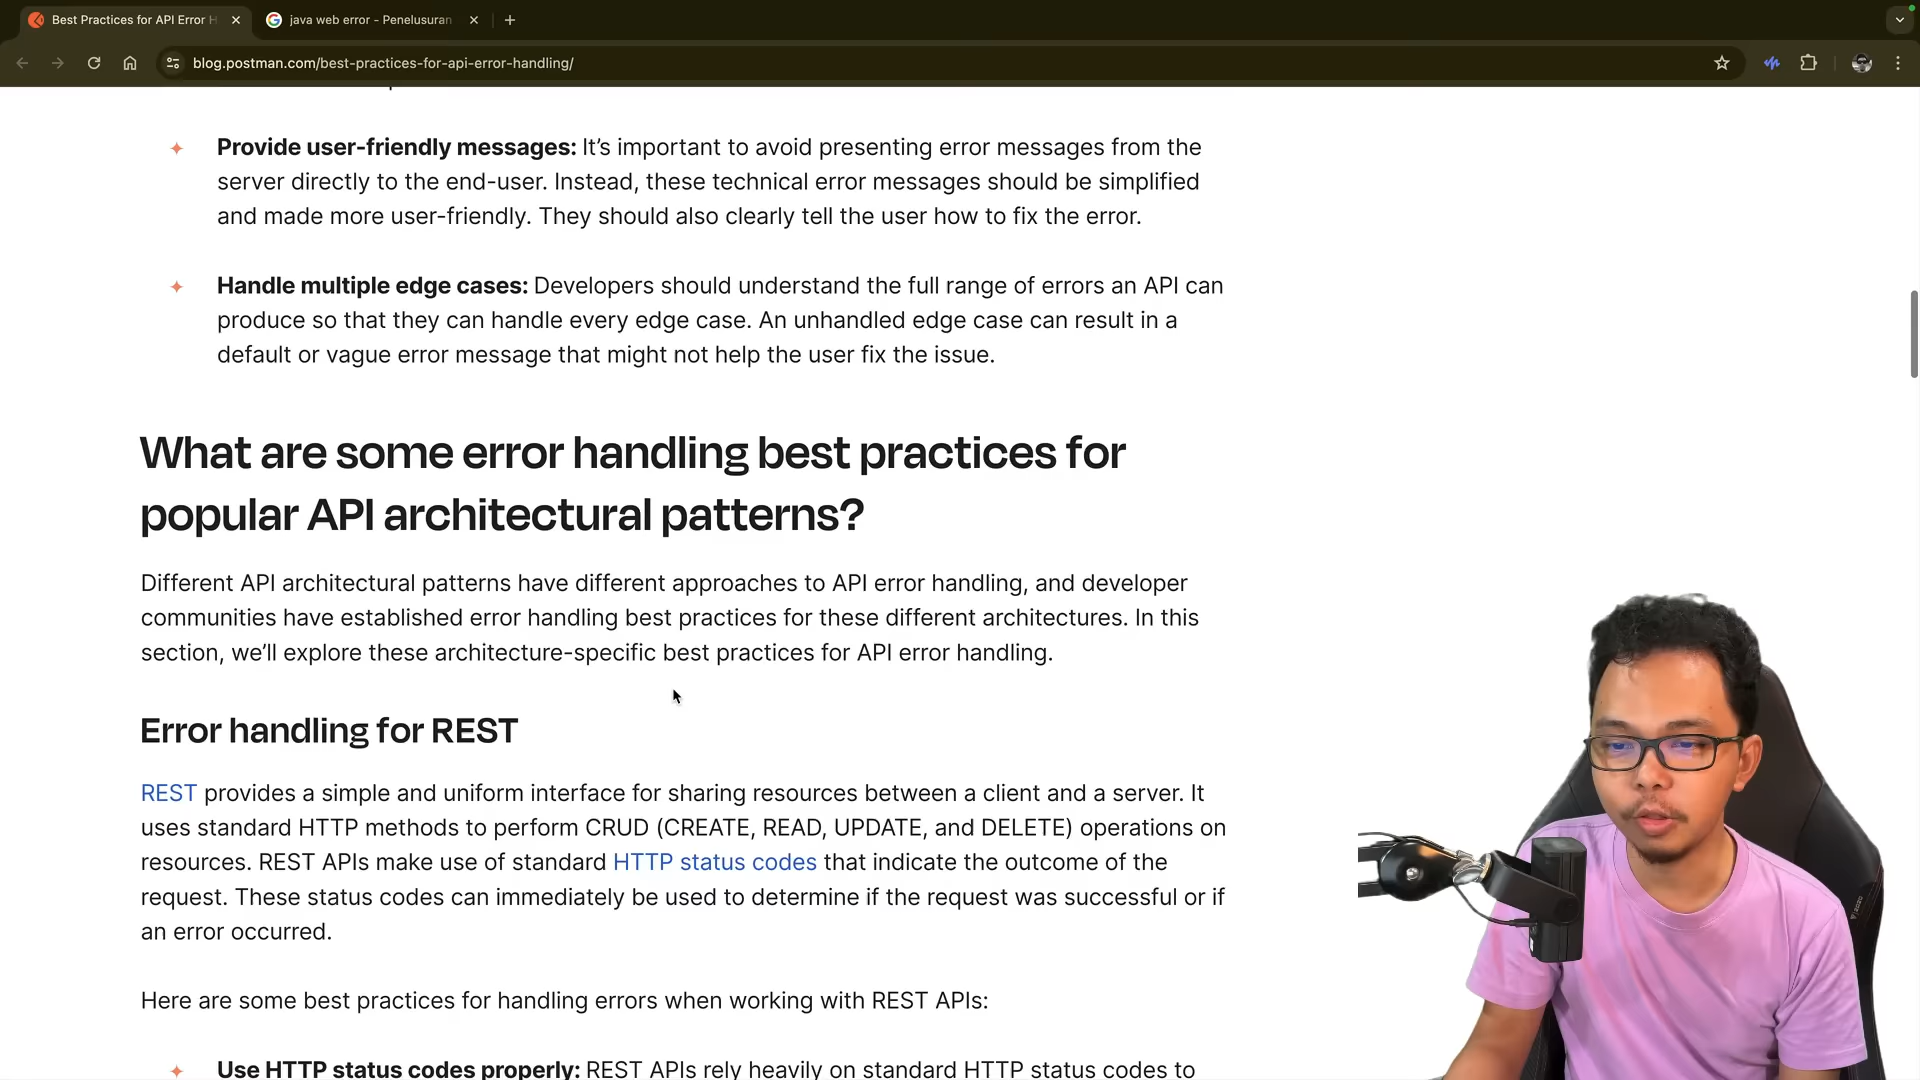 Best Practices for API Error H
java web error - Penelusuran
blog.postman.com/best-practices-for-api-error-handling/
Provide user-friendly messages: It’s important to avoid presenting error messages from the
server directly to the end-user. Instead, these technical error messages should be simplified
and made more user-friendly. They should also clearly tell the user how to fix the error.
Handle multiple edge cases: Developers should understand the full range of errors an API can
produce so that they can handle every edge case. An unhandled edge case can result in a
default or vague error message that might not help the user fix the issue.
What are some error handling best practices for
popular API architectural patterns?
Different API architectural patterns have different approaches to API error handling, and developer
communities have established error handling best practices for these different architectures. In this
section, we’ll explore these architecture-specific best practices for API error handling.
Error handling for REST
REST provides a simple and uniform interface for sharing resources between a client and a server. It
uses standard HTTP methods to perform CRUD (CREATE, READ, UPDATE, and DELETE) operations on
resources. REST APIs make use of standard HTTP status codes that indicate the outcome of the
request. These status codes can immediately be used to determine if the request was successful or if
an error occurred.
Here are some best practices for handling errors when working with REST APIs:
Use HTTP status codes properly: REST APIs rely heavily on standard HTTP status codes to